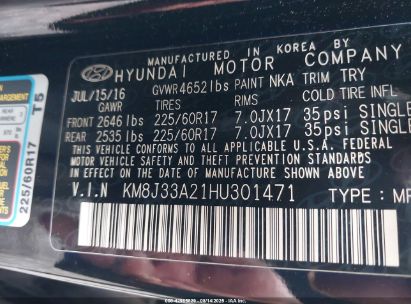 MANUFACTURED IN KOREA BY
HYUNDAI MOTOR COMPANY
JUL/15/16 GVWR 4652 lbs PAINT NKA TRIM TRY
GAWR TIRES RIMS COLD TIRE INFL
FRONT 2646 lbs 225/60R17 7.0JX17 35psi SINGLE
REAR 2535 lbs 225/60R17 7.0JX17 35psi SINGLE
THIS VEHICLE CONFORMS TO ALL APPLICABLE U.S.A. FEDERAL
MOTOR VEHICLE SAFETY, BUMPER, AND THEFT PREVENTION STANDARDS
IN EFFECT ON THE DATE OF MANUFACTURE SHOWN ABOVE.
V.I.N KM8J33A21HU301471 TYPE: MP
225/60R17 T5